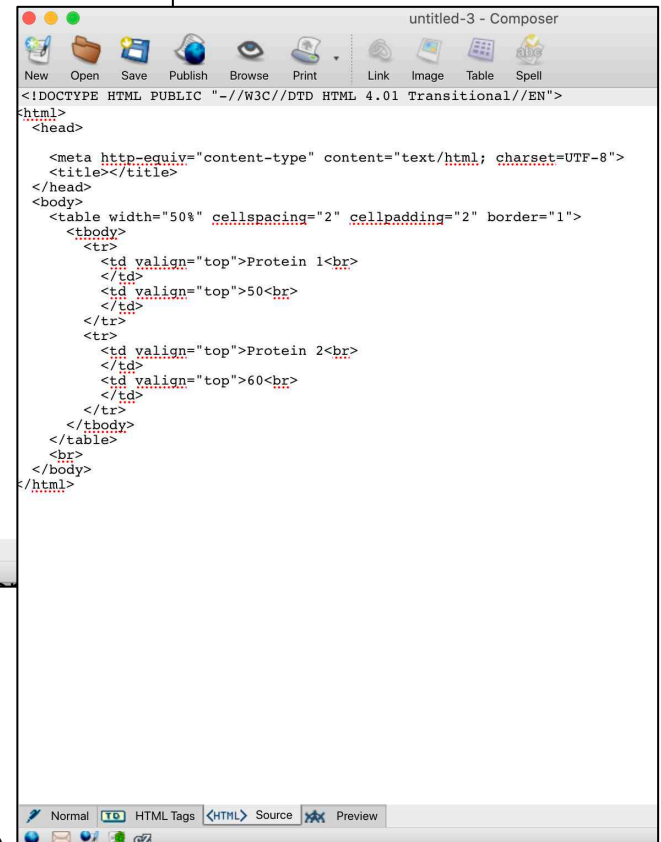 untitled-3 - Composer
New Open Save Publish Browse Print Link Image Table Spell
<!DOCTYPE HTML PUBLIC "-//W3C//DTD HTML 4.01 Transitional//EN">
<html>
  <head>

    <meta http-equiv="content-type" content="text/html; charset=UTF-8">
    <title></title>
  </head>
  <body>
    <table width="50%" cellspacing="2" cellpadding="2" border="1">
      <tbody>
        <tr>
          <td valign="top">Protein 1<br>
          </td>
          <td valign="top">50<br>
          </td>
        </tr>
        <tr>
          <td valign="top">Protein 2<br>
          </td>
          <td valign="top">60<br>
          </td>
        </tr>
      </tbody>
    </table>
    <br>
  </body>
</html>
Normal TD HTML Tags <HTML> Source Preview